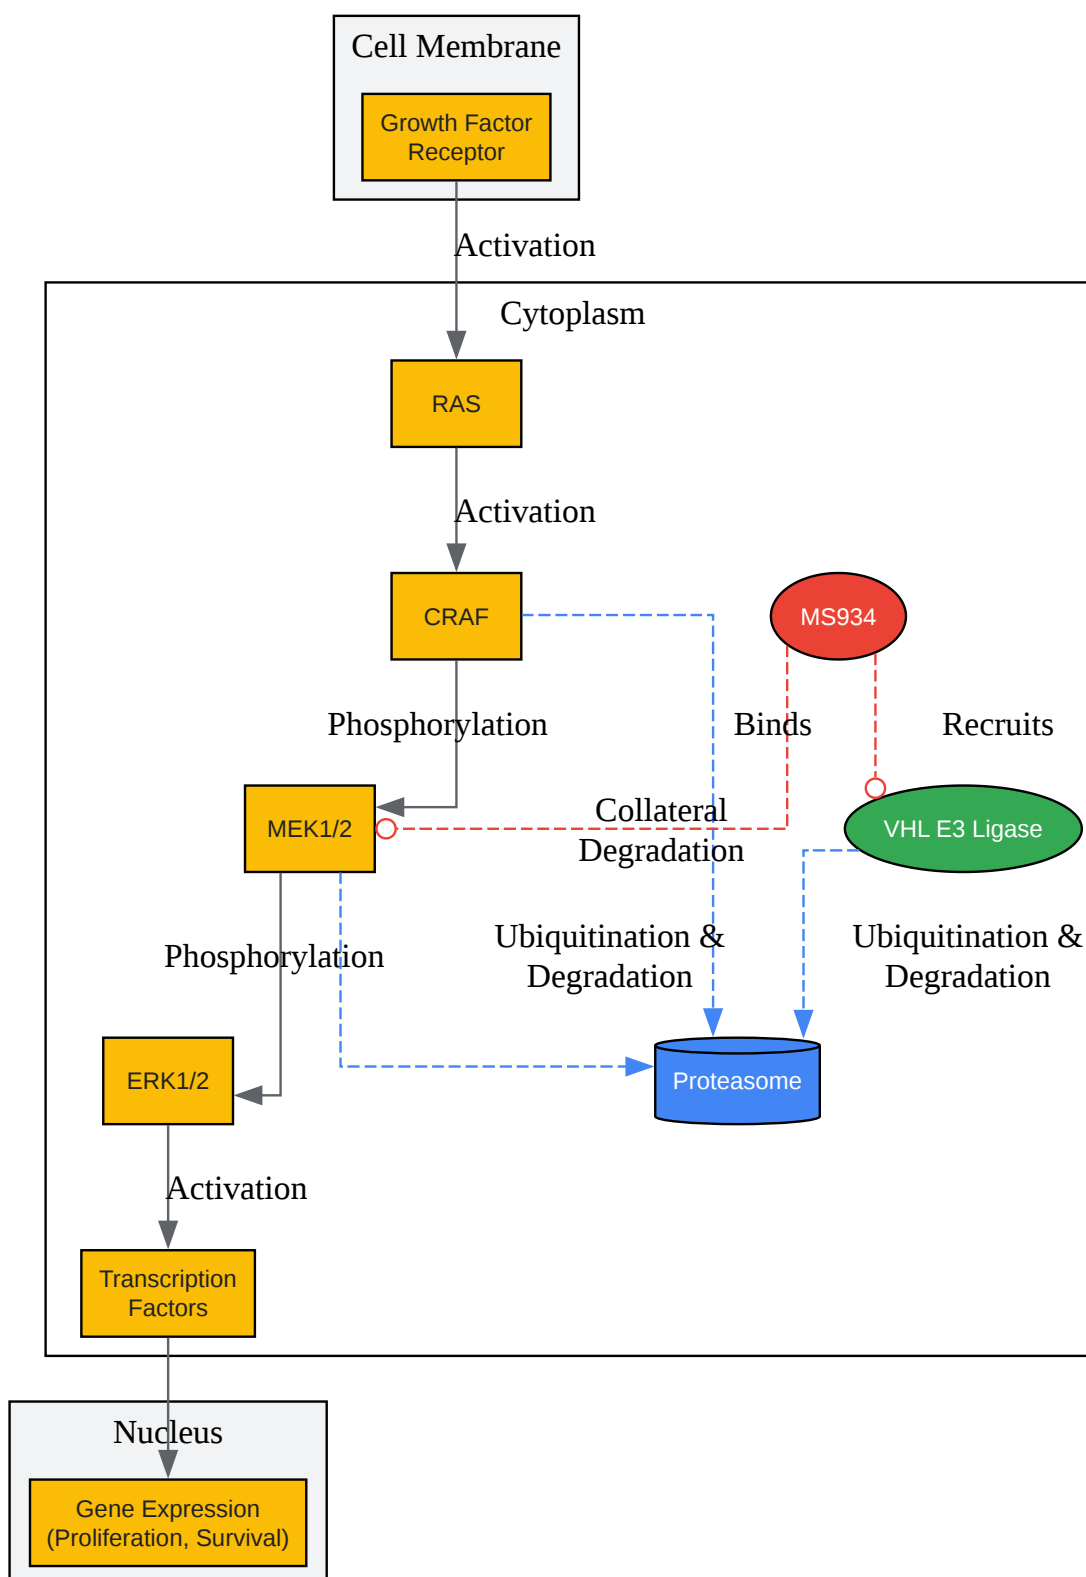 Cell Membrane
Growth Factor
Receptor
Activation
Cytoplasm
RAS
Activation
CRAF
MS934
Phosphorylation
Binds
Recruits
Collateral
Degradation
MEK1/2
VHL E3 Ligase
Phosphorylation
Ubiquitination &
Degradation
Ubiquitination &
Degradation
ERK1/2
Proteasome
Activation
Transcription
Factors
Nucleus
Gene Expression
(Proliferation, Survival)